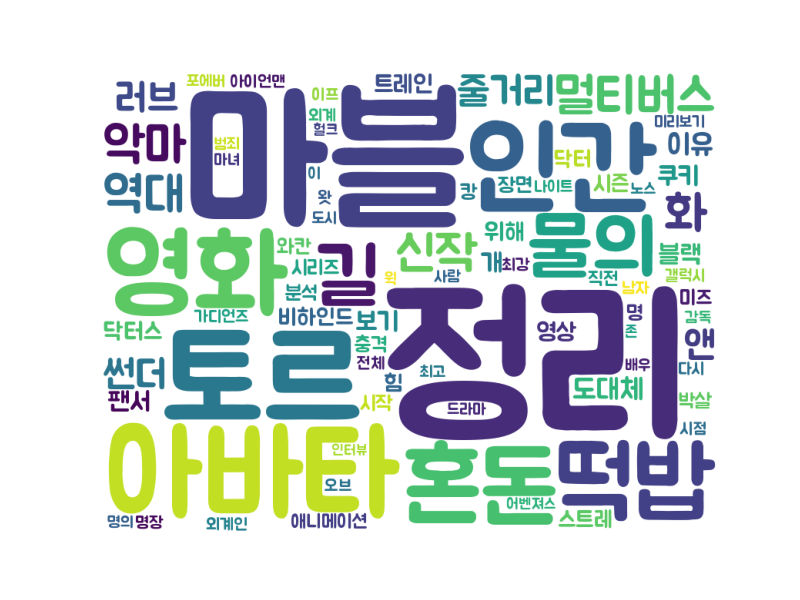 포에버 아이언맨 이프 트레인 줄거리 멀티버스
러브 외계 미리보기
악마 범죄 마녀 마블 헐크 인간 닥터 이유
역대 이 왓 도시 캉 장면 나이트 시즌 노스 쿠키 화
영화 와칸 길 신작 위해 물의 블랙
시리즈 개 최강 직전 갤럭시
분석 윅 사람 남자 미즈
가디언즈 비하인드 보기 정리 영상 명 감독
닥터스 토르 충격 존 앤
썬더 전체 힘 최고 배우 다시
팬서 시작 드라마 도대체 박살
아바타 인터뷰 혼돈 떡밥 시점
오브 어벤져스
명의 명장 외계인 애니메이션 스트레